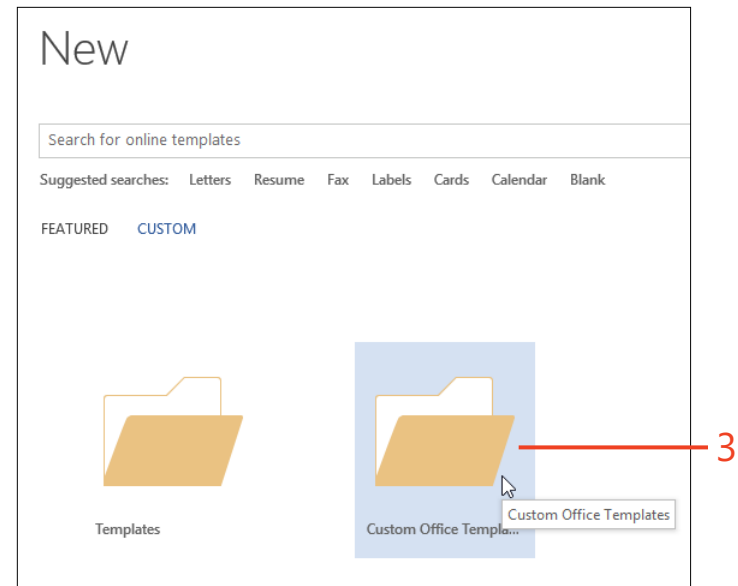 New
Search for online templates
Suggested searches: Letters Resume Fax Labels Cards Calendar Blank
FEATURED CUSTOM
3
Custom Office Templates
Templates Custom Office Templa...